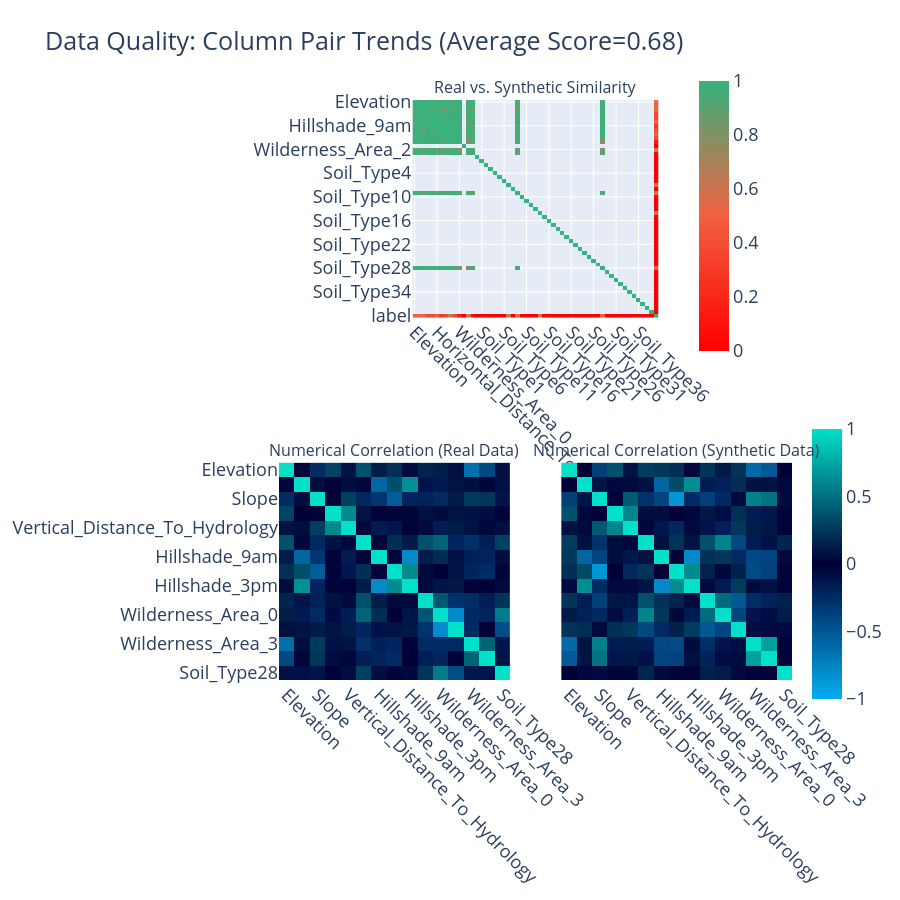 Data Quality: Column Pair Trends (Average Score=0.68)
Real vs. Synthetic Similarity
Elevation
Hillshade_9am
Wilderness_Area_2
Soil_Type4
Soil_Type10
Soil_Type16
Soil_Type22
Soil_Type28
Soil_Type34
label
Elevation
Horizontal_Distance_To
Wilderness_Area_0
Soil_Type1
Soil_Type6
Soil_Type11
Soil_Type16
Soil_Type21
Soil_Type26
Soil_Type31
Soil_Type36
1
0.8
0.6
0.4
0.2
0
Numerical Correlation (Real Data)
Elevation
Slope
Vertical_Distance_To_Hydrology
Hillshade_9am
Hillshade_3pm
Wilderness_Area_0
Wilderness_Area_3
Soil_Type28
Elevation
Slope
Vertical_Distance_To_Hydrology
Hillshade_9am
Hillshade_3pm
Wilderness_Area_0
Wilderness_Area_3
Soil_Type28
Numerical Correlation (Synthetic Data)
Elevation
Slope
Vertical_Distance_To_Hydrology
Hillshade_9am
Hillshade_3pm
Wilderness_Area_0
Wilderness_Area_3
Soil_Type28
1
0.5
0
−0.5
−1